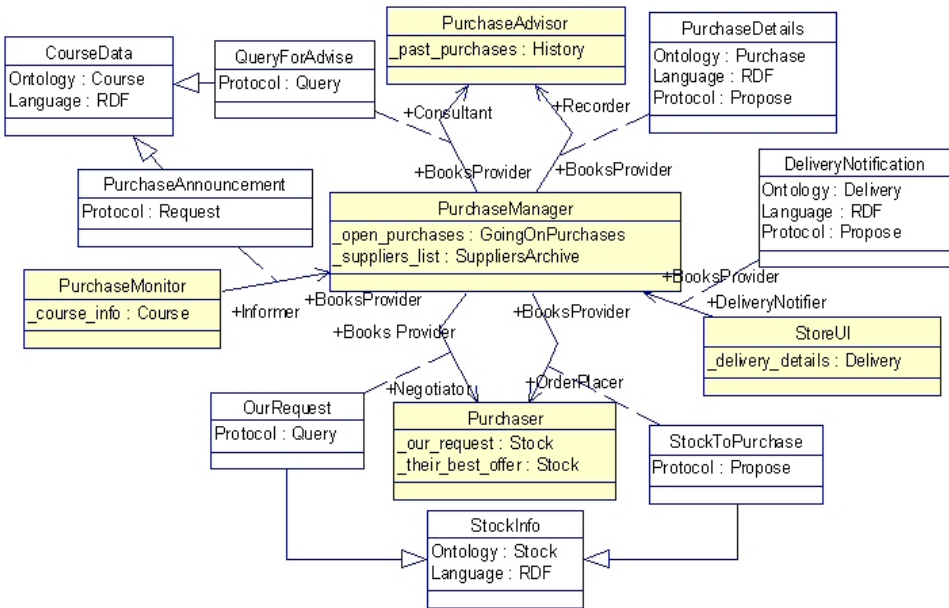 PurchaseAdvisor
_past_purchases : History
PurchaseDetails
Ontology : Purchase
Language : RDF
Protocol : Propose
CourseData
Ontology : Course
Language : RDF
QueryForAdvise
Protocol : Query
+Consultant
+Recorder
+BooksProvider
+BooksProvider
DeliveryNotification
Ontology : Delivery
Language : RDF
Protocol : Propose
PurchaseAnnouncement
Protocol : Request
PurchaseManager
_open_purchases : GoingOnPurchases
_suppliers_list : SuppliersArchive
PurchaseMonitor
_course_info : Course
+Informer
+BooksProvider
+Books Provider
+BooksProvider
+BooksProvider
+DeliveryNotifier
StoreUI
_delivery_details : Delivery
+Negotiator
+OrderPlacer
OurRequest
Protocol : Query
Purchaser
_our_request : Stock
_their_best_offer : Stock
StockToPurchase
Protocol : Propose
StockInfo
Ontology : Stock
Language : RDF